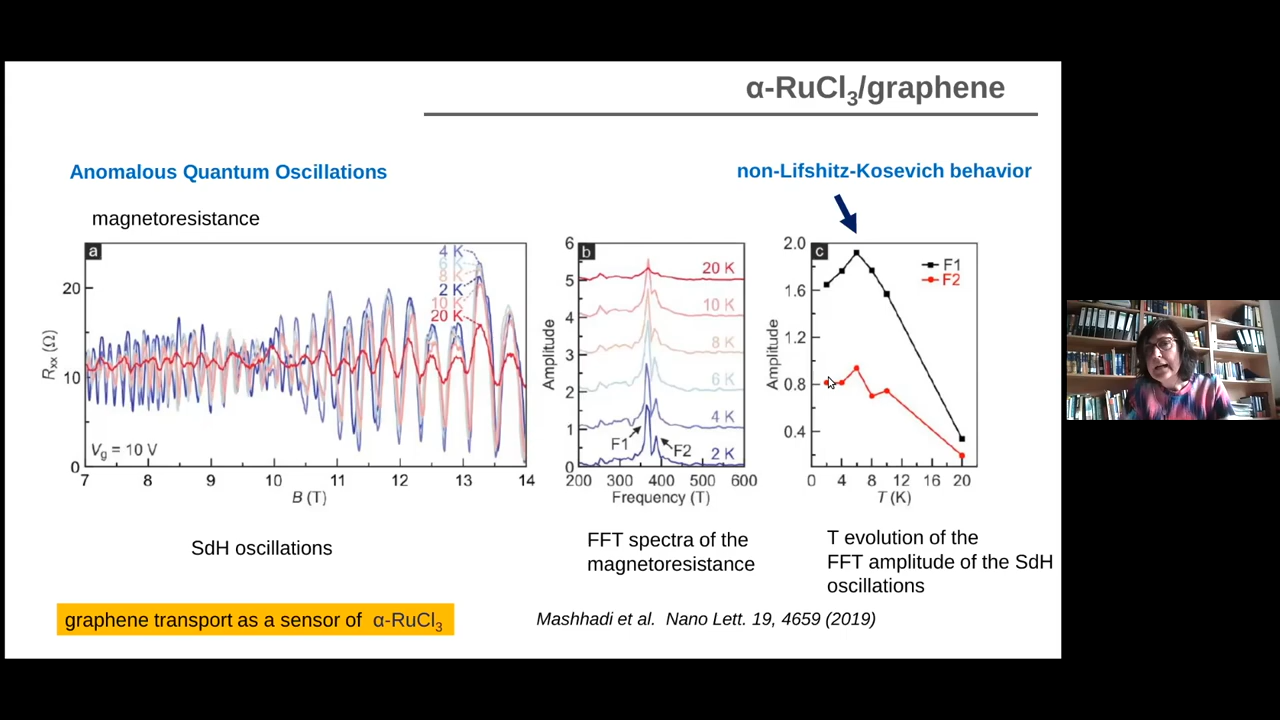 α-RuCl3/graphene
Anomalous Quantum Oscillations
non-Lifshitz-Kosevich behavior
magnetoresistance
a
4 K
6 K
8 K
2 K
10 K
20 K
20
10
0
Rxx (Ω)
Vg = 10 V
7 8 9 10 11 12 13 14
B (T)
b
6
5
4
3
2
1
0
Amplitude
20 K
10 K
8 K
6 K
4 K
2 K
F1
F2
200 300 400 500 600
Frequency (T)
c
F1
F2
2.0
1.6
1.2
0.8
0.4
Amplitude
0 4 8 12 16 20
T (K)
SdH oscillations
FFT spectra of the
magnetoresistance
T evolution of the
FFT amplitude of the SdH
oscillations
graphene transport as a sensor of α-RuCl3
Mashhadi et al. Nano Lett. 19, 4659 (2019)